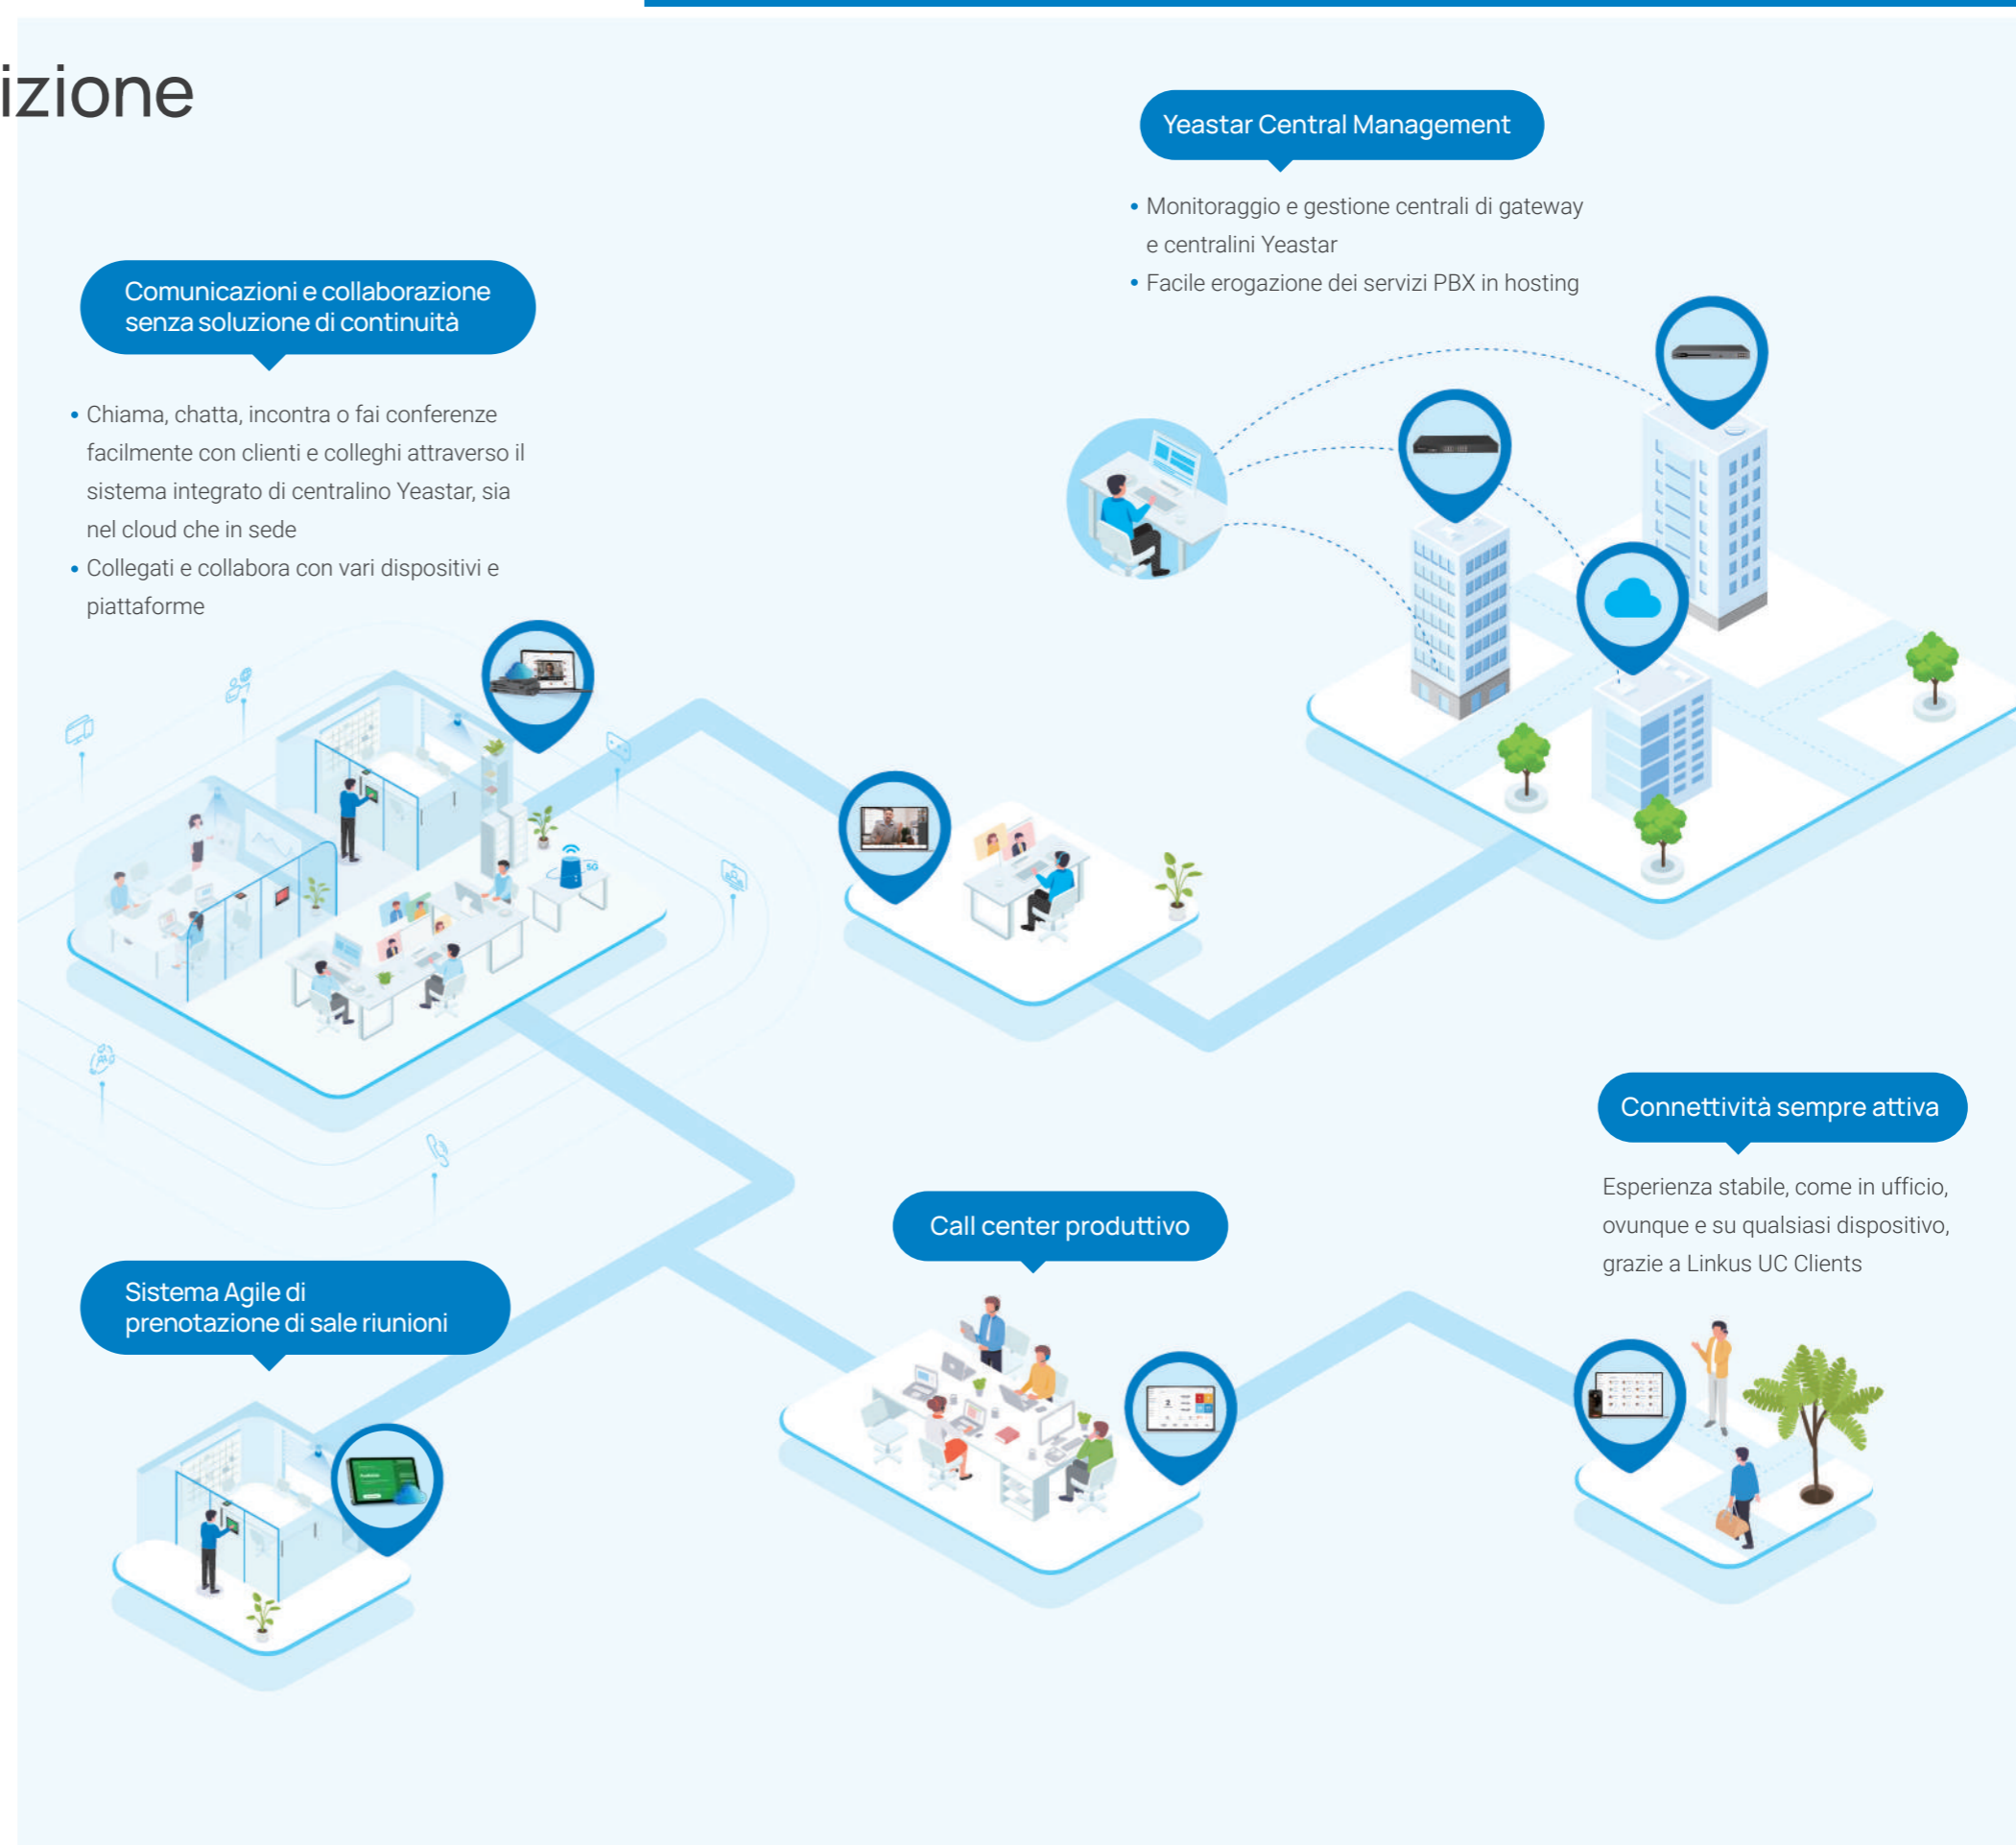 izione
Yeastar Central Management
• Monitoraggio e gestione centrali di gateway
e centralini Yeastar
• Facile erogazione dei servizi PBX in hosting
Comunicazioni e collaborazione
senza soluzione di continuità
• Chiama, chatta, incontra o fai conferenze
facilmente con clienti e colleghi attraverso il
sistema integrato di centralino Yeastar, sia
nel cloud che in sede
• Collegati e collabora con vari dispositivi e
piattaforme
5G
Connettività sempre attiva
Esperienza stabile, come in ufficio,
ovunque e su qualsiasi dispositivo,
grazie a Linkus UC Clients
Call center produttivo
Sistema Agile di
prenotazione di sale riunioni